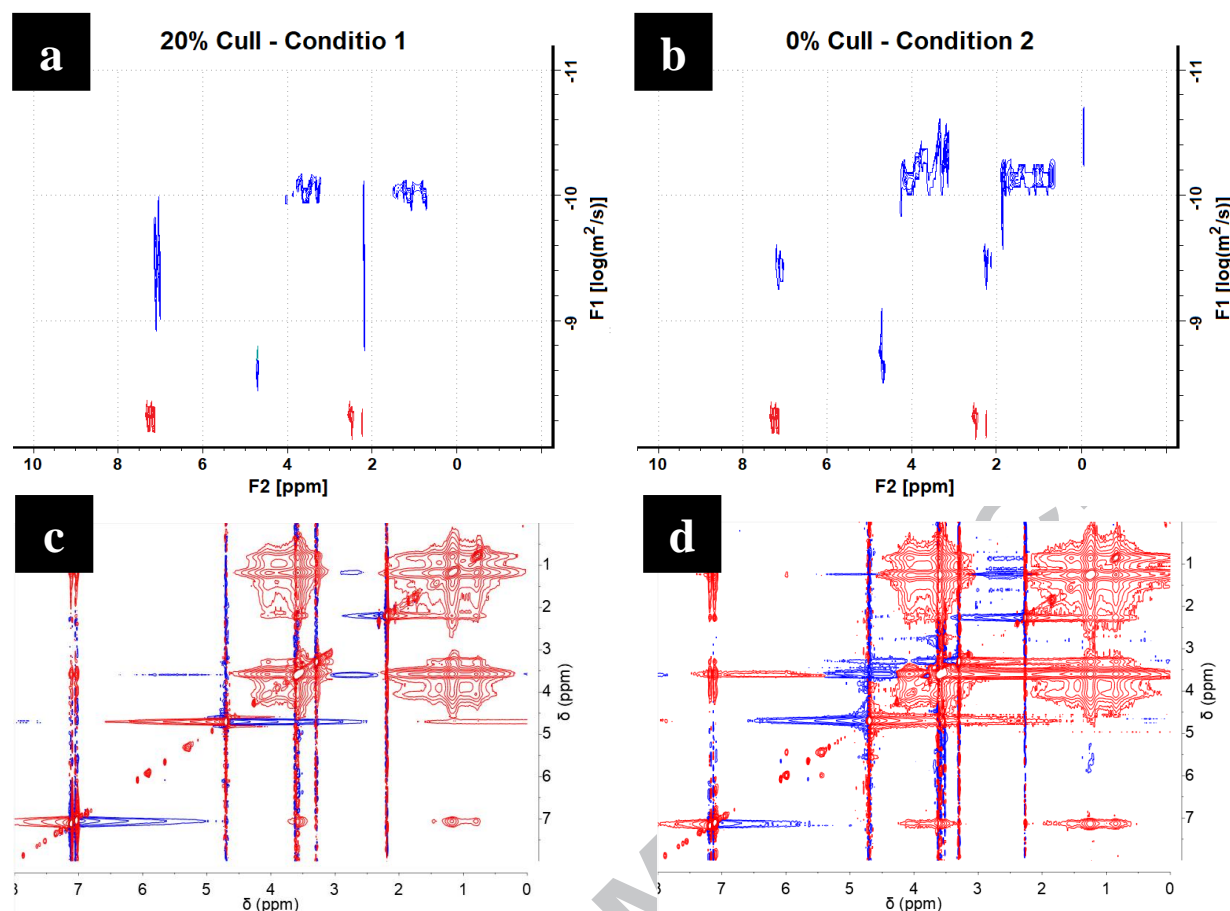 a
20% Cull - Conditio 1
-11
-10
-9
F1 [log(m²/s)]
10 8 6 4 2 0
F2 [ppm]
b
0% Cull - Condition 2
-11
-10
-9
F1 [log(m²/s)]
10 8 6 4 2 0
F2 [ppm]
c
1
2
3
4
5
6
7
δ (ppm)
7 6 5 4 3 2 1 0
δ (ppm)
d
1
2
3
4
5
6
7
δ (ppm)
8 7 6 5 4 3 2 1 0
δ (ppm)